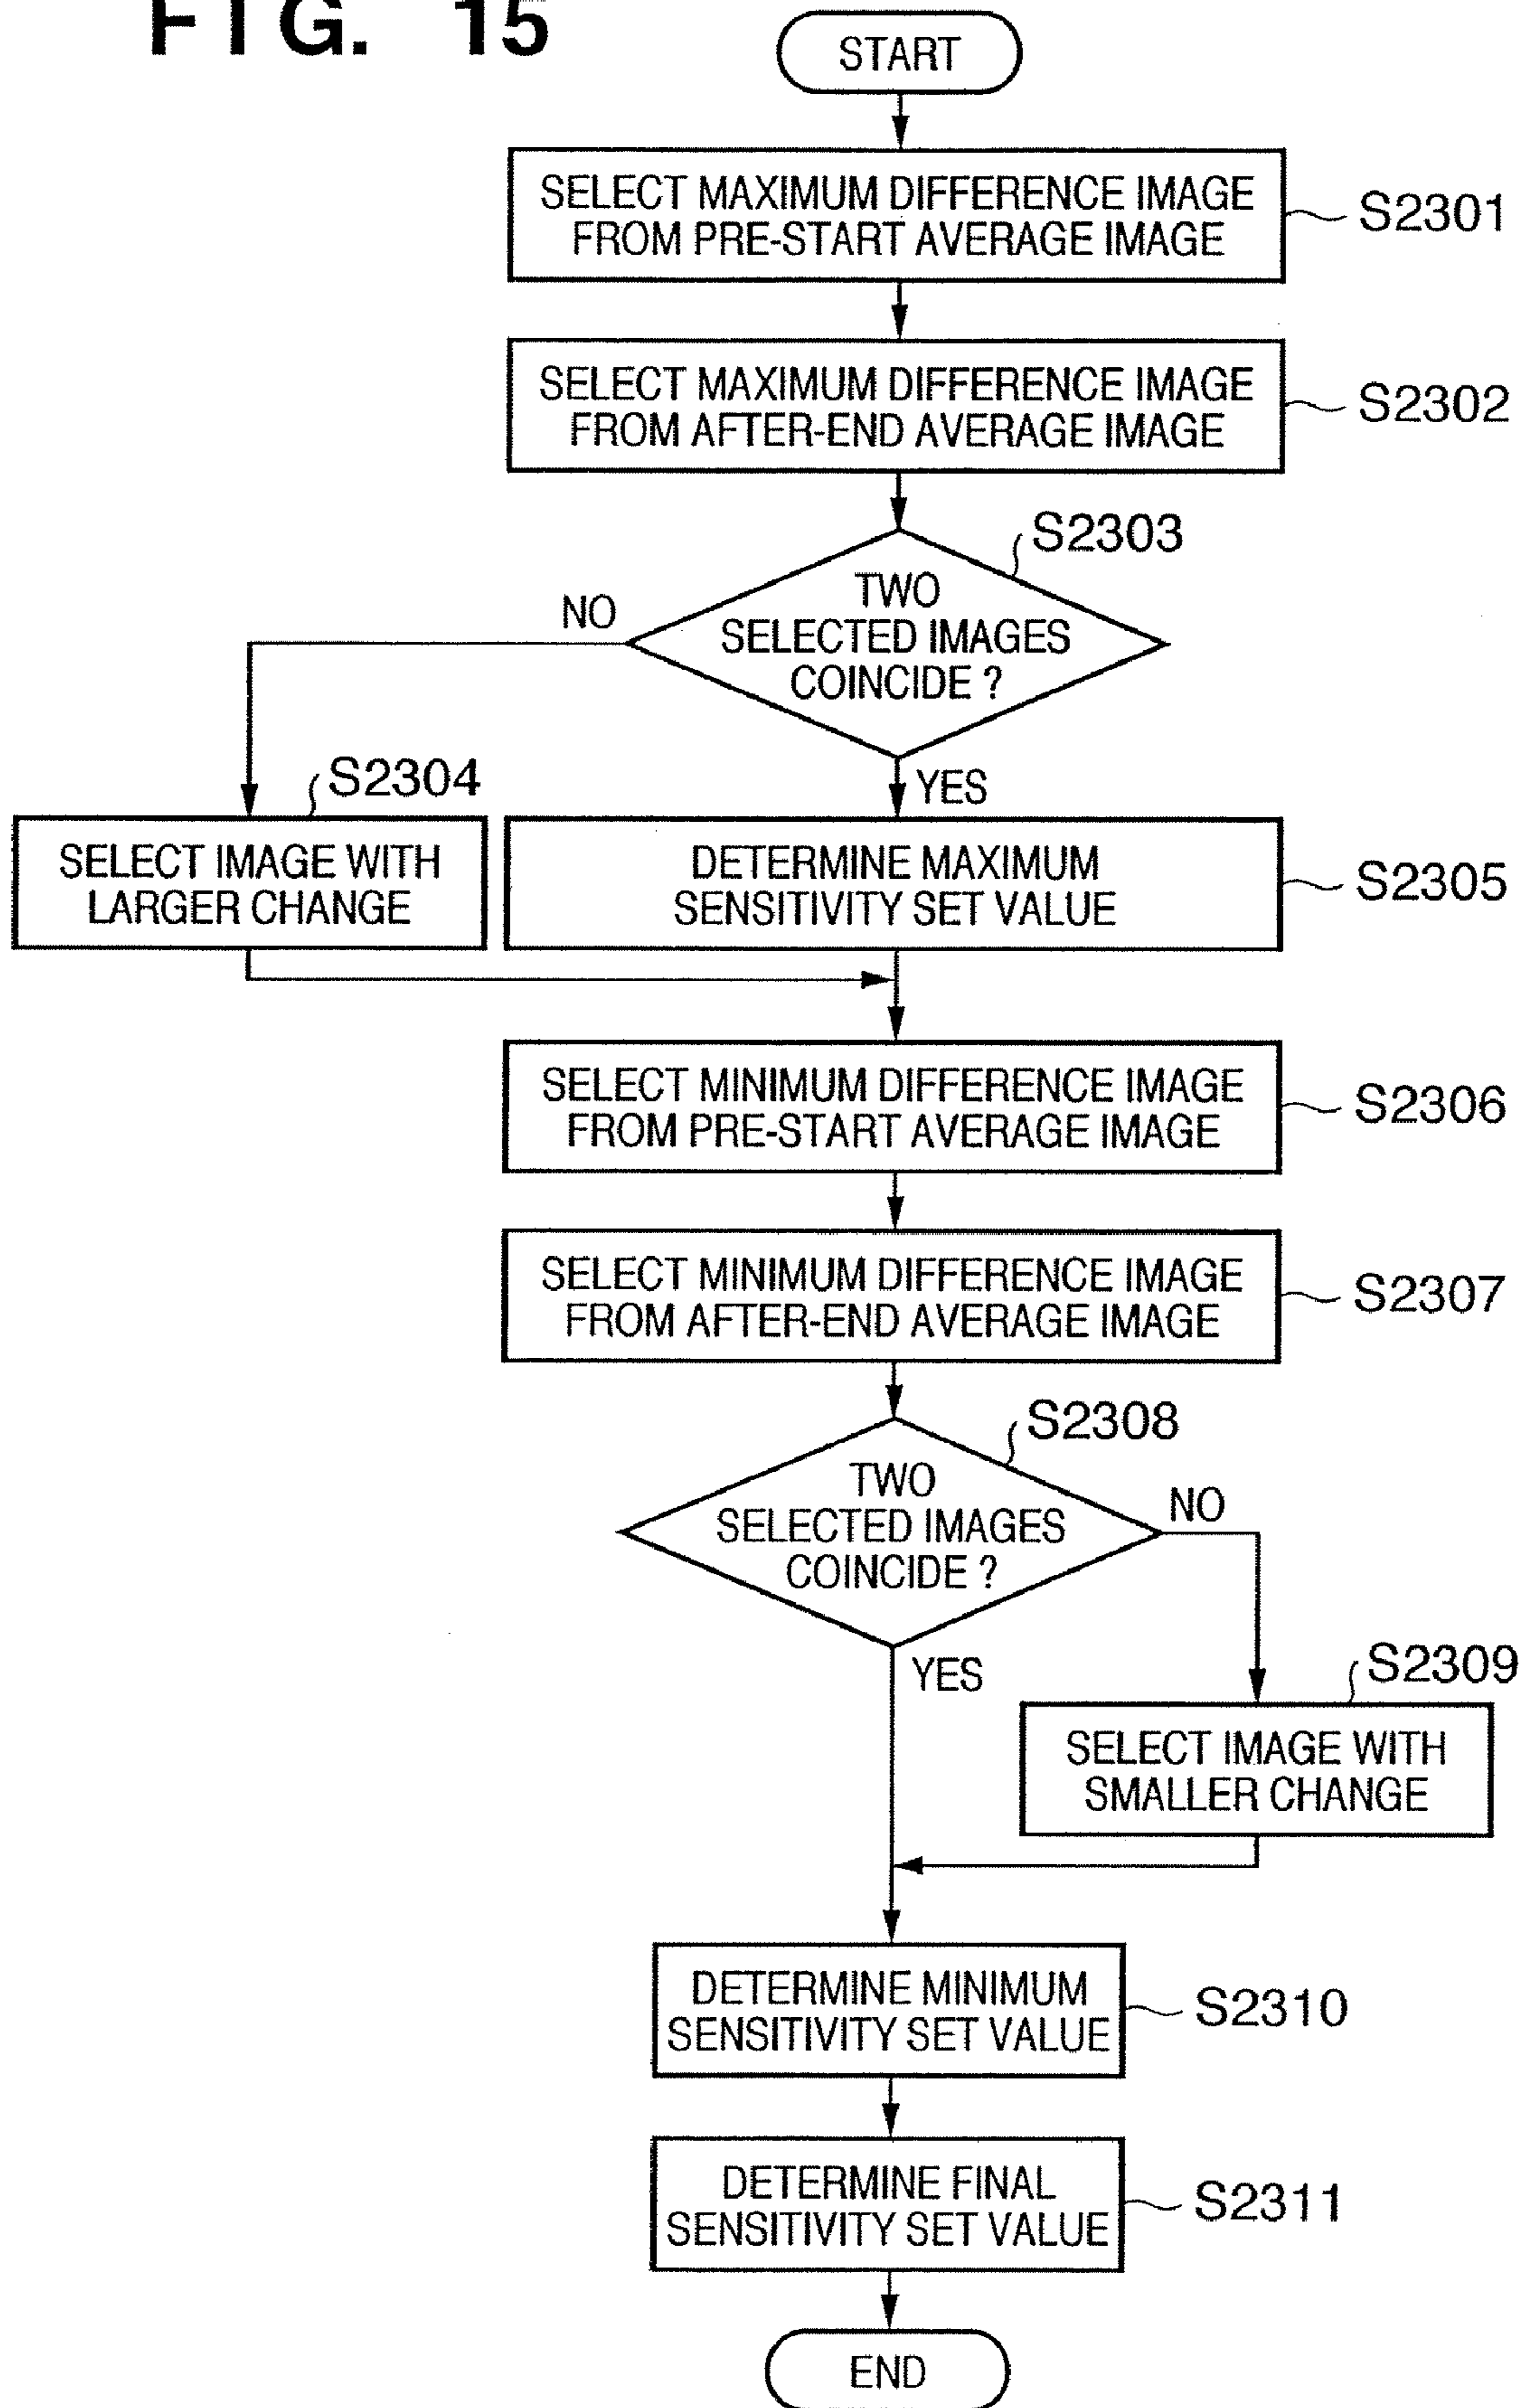 FIG. 15
START
SELECT MAXIMUM DIFFERENCE IMAGE
FROM PRE-START AVERAGE IMAGE
S2301
SELECT MAXIMUM DIFFERENCE IMAGE
FROM AFTER-END AVERAGE IMAGE
S2302
S2303
TWO
SELECTED IMAGES
COINCIDE ?
NO
YES
S2304
SELECT IMAGE WITH
LARGER CHANGE
DETERMINE MAXIMUM
SENSITIVITY SET VALUE
S2305
SELECT MINIMUM DIFFERENCE IMAGE
FROM PRE-START AVERAGE IMAGE
S2306
SELECT MINIMUM DIFFERENCE IMAGE
FROM AFTER-END AVERAGE IMAGE
S2307
S2308
TWO
SELECTED IMAGES
COINCIDE ?
NO
YES
S2309
SELECT IMAGE WITH
SMALLER CHANGE
DETERMINE MINIMUM
SENSITIVITY SET VALUE
S2310
DETERMINE FINAL
SENSITIVITY SET VALUE
S2311
END